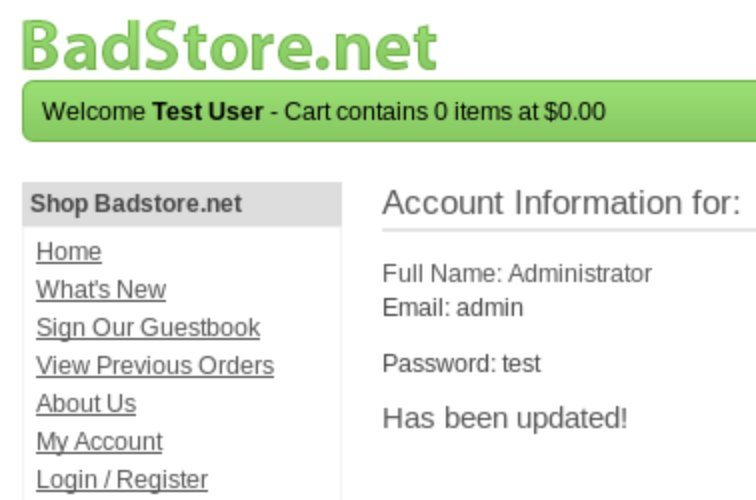 BadStore.net
Welcome Test User - Cart contains 0 items at $0.00
Shop Badstore.net
Home
What's New
Sign Our Guestbook
View Previous Orders
About Us
My Account
Login / Register
Account Information for:
Full Name: Administrator
Email: admin
Password: test
Has been updated!